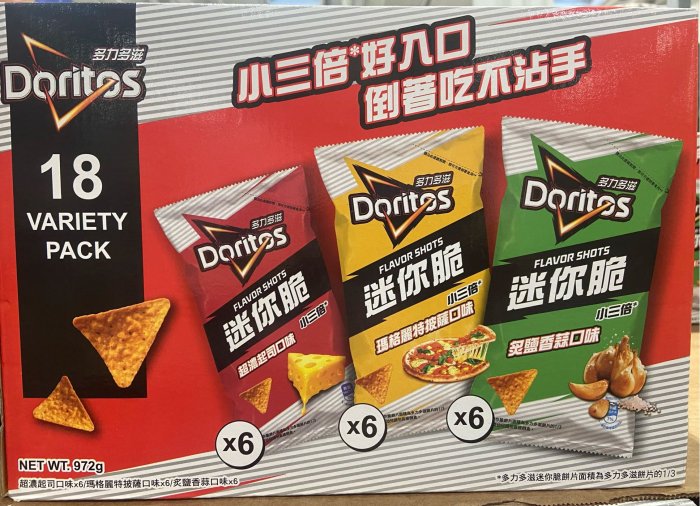 多力多滋
Doritos
小三倍*好入口
倒著吃不沾手
18
VARIETY
PACK
多力多滋
Doritos
FLAVOR SHOTS
迷你脆
小三倍*
超濃起司口味
x6
多力多滋
Doritos
FLAVOR SHOTS
迷你脆
小三倍*
瑪格麗特披薩口味
x6
多力多滋
Doritos
FLAVOR SHOTS
迷你脆
小三倍*
炙鹽香蒜口味
x6
NET WT. 972g
超濃起司口味x6/瑪格麗特披薩口味x6/炙鹽香蒜口味x6
*多力多滋迷你脆餅片面積為多力多滋餅片的1/3